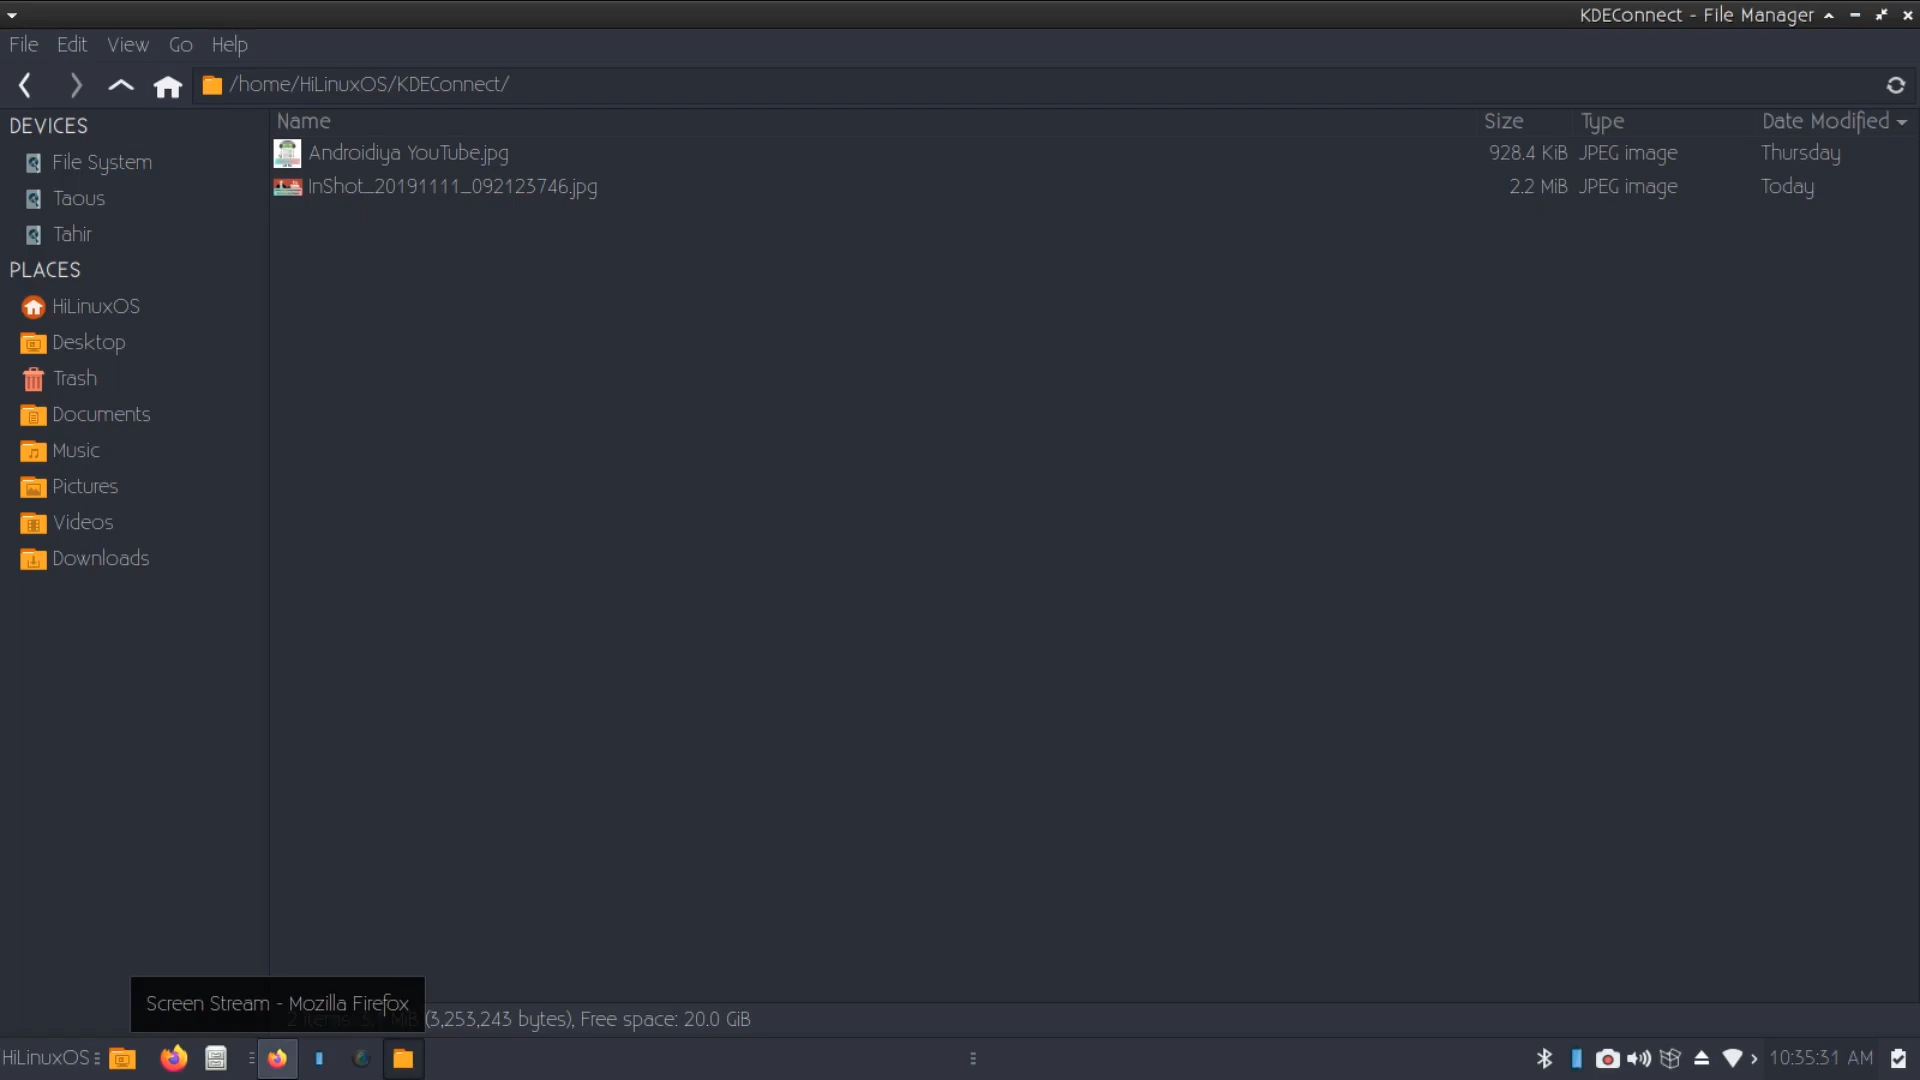 KDEConnect - File Manager
File Edit View Go Help
/home/HiLinuxOS/KDEConnect/
DEVICES
File System
Taous
Tahir
PLACES
HiLinuxOS
Desktop
Trash
Documents
Music
Pictures
Videos
Downloads
Name Size Type Date Modified
Androidiya YouTube.jpg 928.4 KiB JPEG image Thursday
InShot_20191111_092123746.jpg 2.2 MiB JPEG image Today
Screen Stream - Mozilla Firefox
2 items: MiB (3,253,243 bytes), Free space: 20.0 GiB
HiLinuxOS 10:35:31 AM